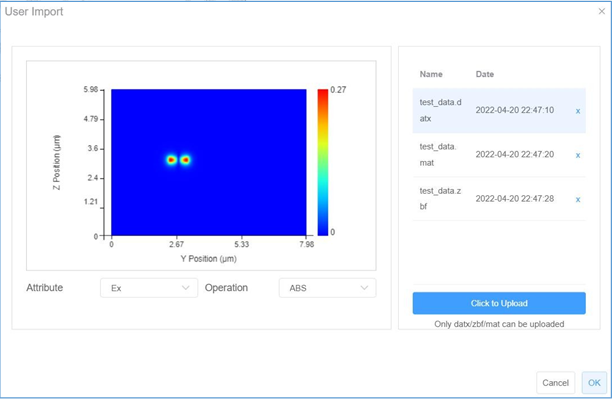 User Import
×
5.98
4.79
3.6
2.4
1.21
0
Z Position (μm)
0 2.67 5.33 7.98
Y Position (μm)
0.27
0
Attribute Ex Operation ABS
Name Date
test_data.d
atx 2022-04-20 22:47:10 x
test_data.
mat 2022-04-20 22:47:20 x
test_data.z
bf 2022-04-20 22:47:28 x
Click to Upload
Only datx/zbf/mat can be uploaded
Cancel OK